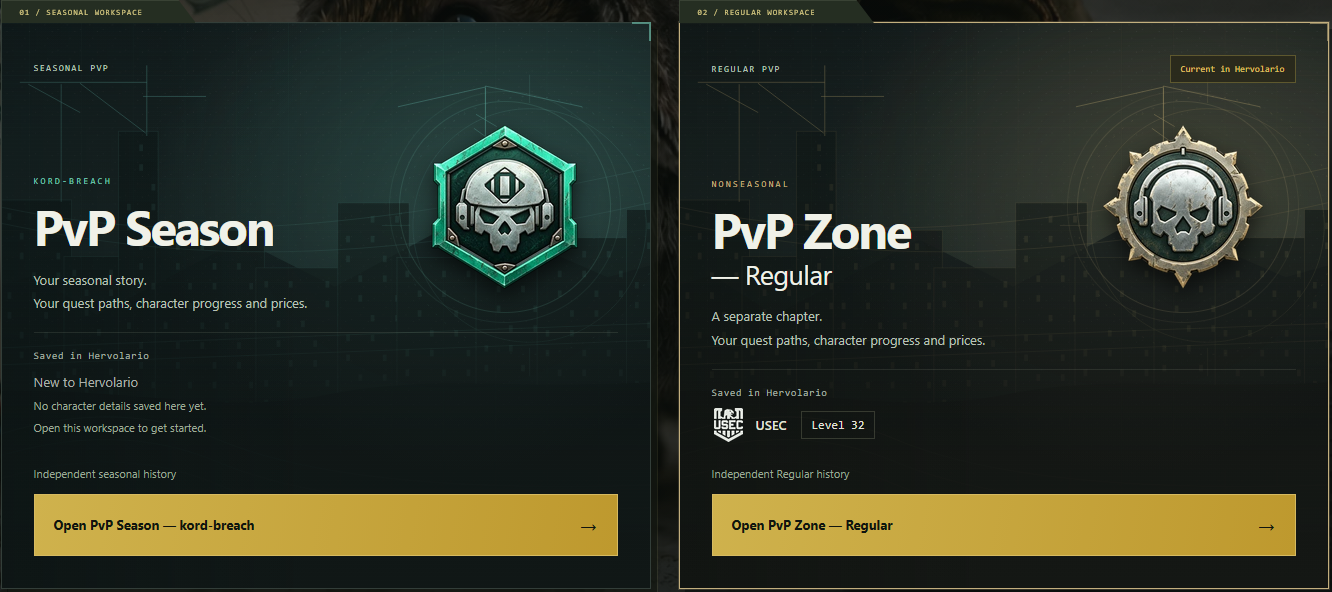 01 / SEASONAL WORKSPACE
SEASONAL PVP
KORD-BREACH
PvP Season
Your seasonal story.
Your quest paths, character progress and prices.
Saved in Hervolario
New to Hervolario
No character details saved here yet.
Open this workspace to get started.
Independent seasonal history
Open PvP Season — kord-breach →
02 / REGULAR WORKSPACE
REGULAR PVP
Current in Hervolario
NONSEASONAL
PvP Zone
— Regular
A separate chapter.
Your quest paths, character progress and prices.
Saved in Hervolario
USEC USEC Level 32
Independent Regular history
Open PvP Zone — Regular →